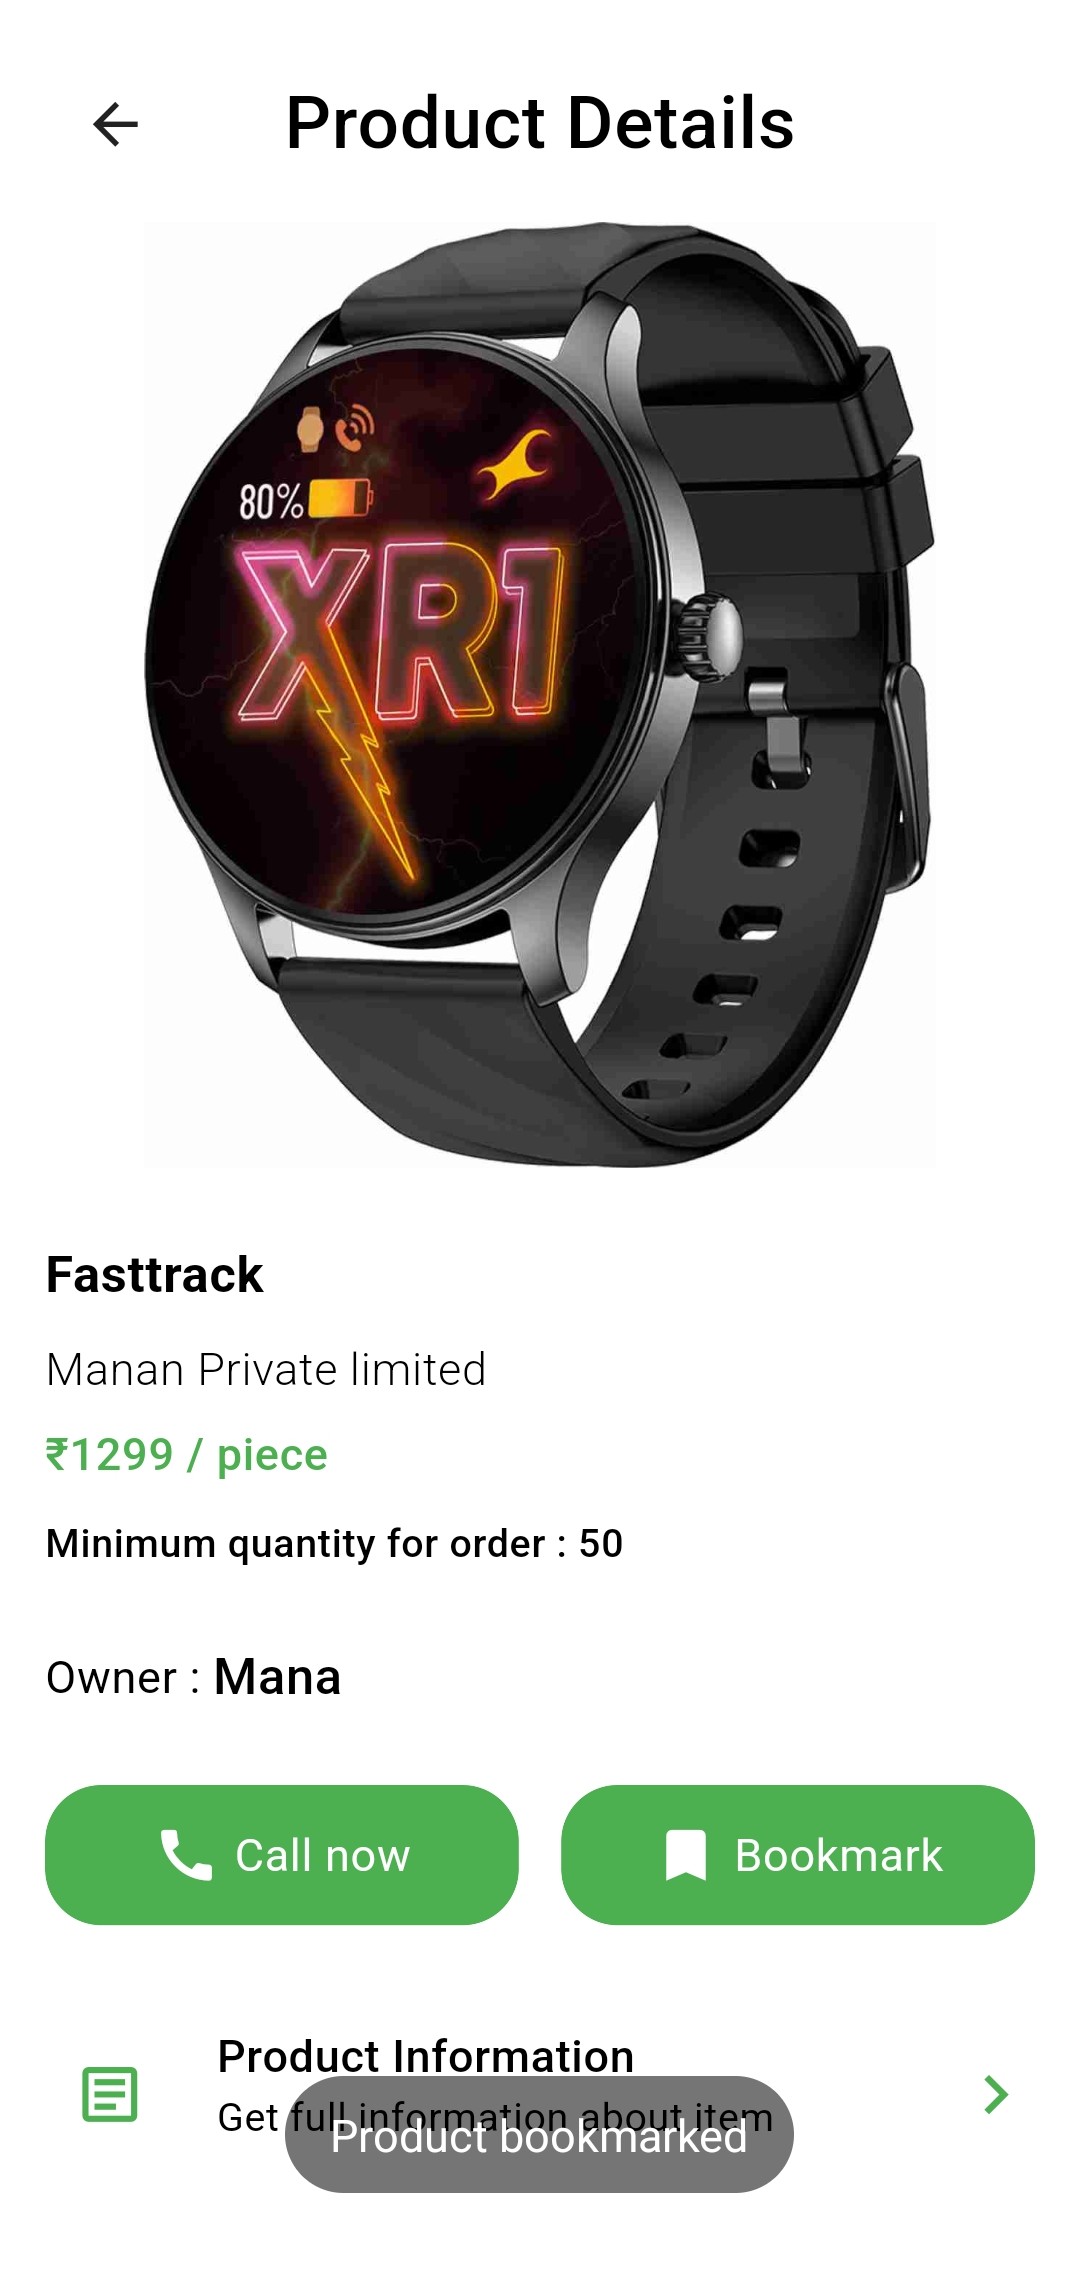 Product Details
80%
XR1
Fasttrack
Manan Private limited
₹1299 / piece
Minimum quantity for order : 50
Owner : Mana
Call now
Bookmark
Product Information
Get full information about item
Product bookmarked